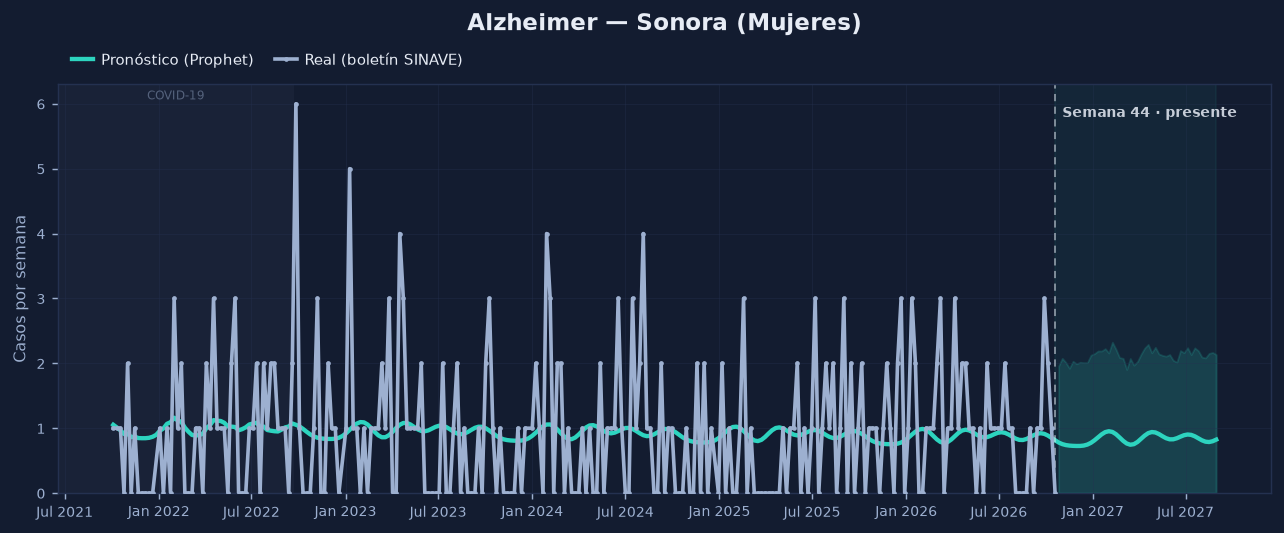 Alzheimer — Sonora (Mujeres)
Pronóstico (Prophet) Real (boletín SINAVE)
COVID-19
Semana 44 · presente
Casos por semana
6
5
4
3
2
1
0
Jul 2021 Jan 2022 Jul 2022 Jan 2023 Jul 2023 Jan 2024 Jul 2024 Jan 2025 Jul 2025 Jan 2026 Jul 2026 Jan 2027 Jul 2027